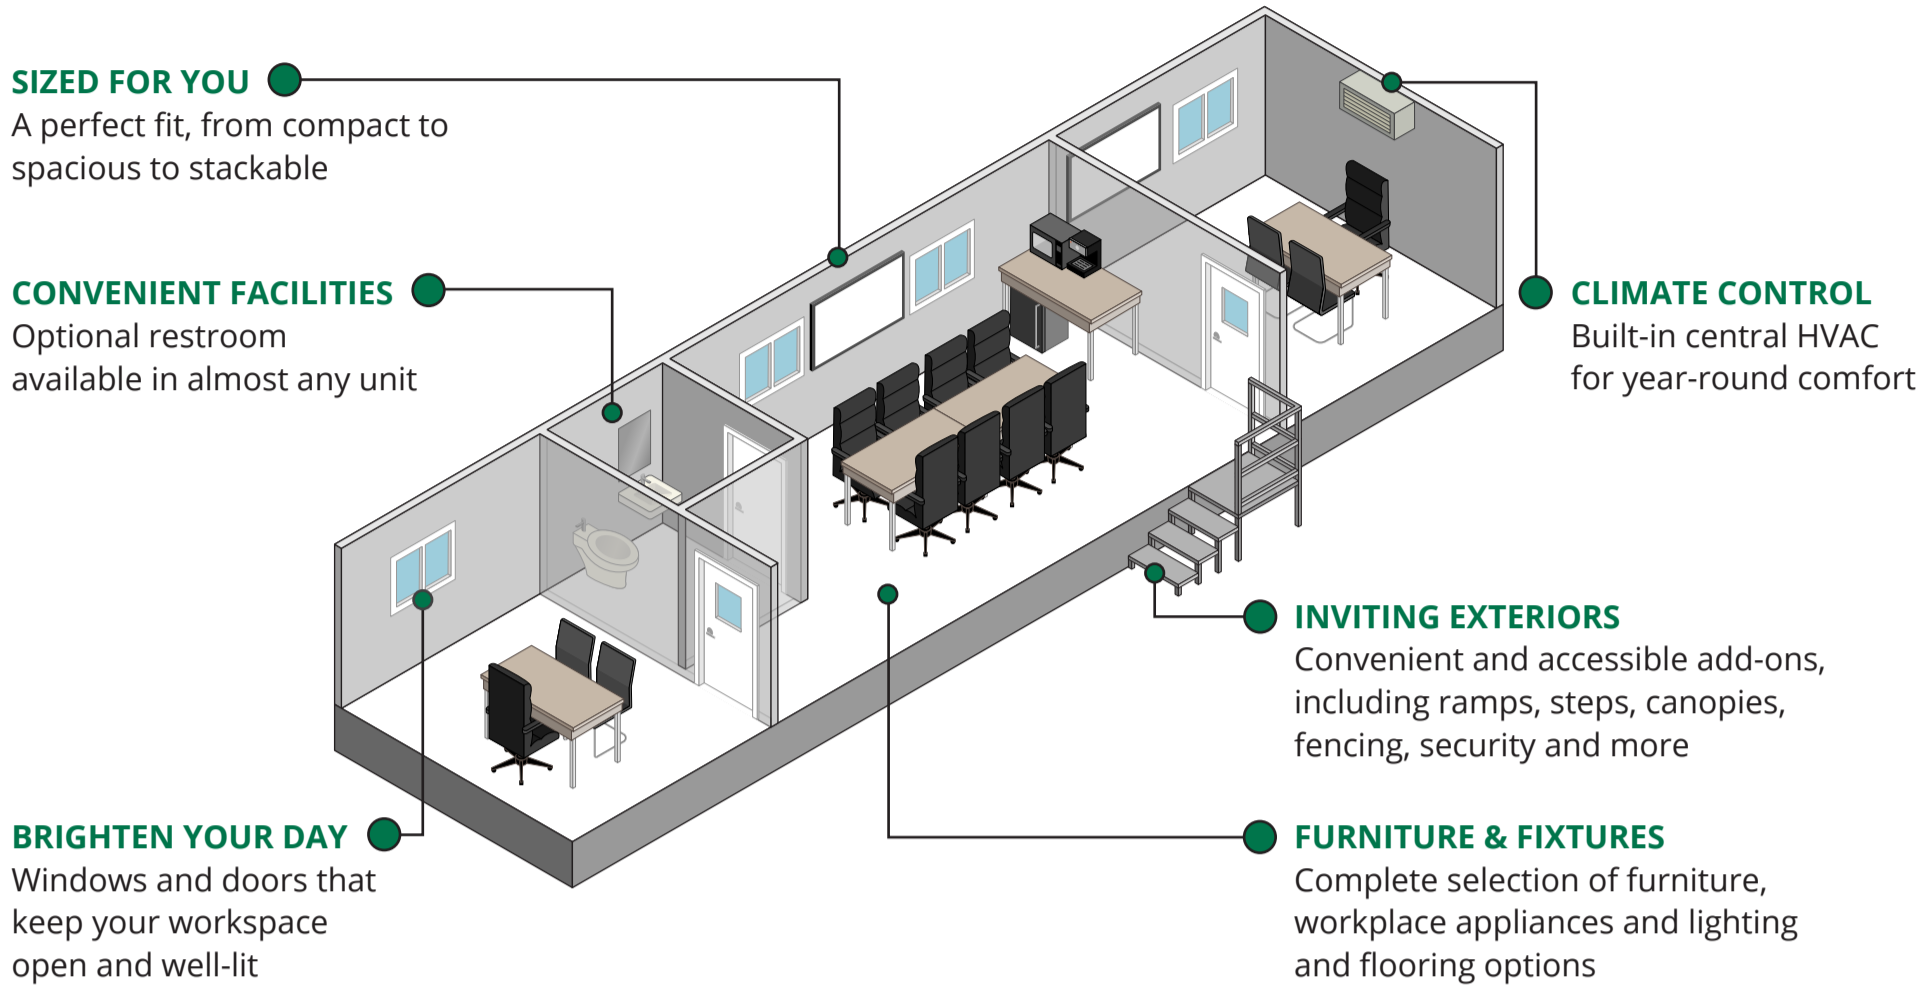 SIZED FOR YOU
A perfect fit, from compact to
spacious to stackable
CONVENIENT FACILITIES
Optional restroom
available in almost any unit
CLIMATE CONTROL
Built-in central HVAC
for year-round comfort
INVITING EXTERIORS
Convenient and accessible add-ons,
including ramps, steps, canopies,
fencing, security and more
BRIGHTEN YOUR DAY
Windows and doors that
keep your workspace
open and well-lit
FURNITURE & FIXTURES
Complete selection of furniture,
workplace appliances and lighting
and flooring options